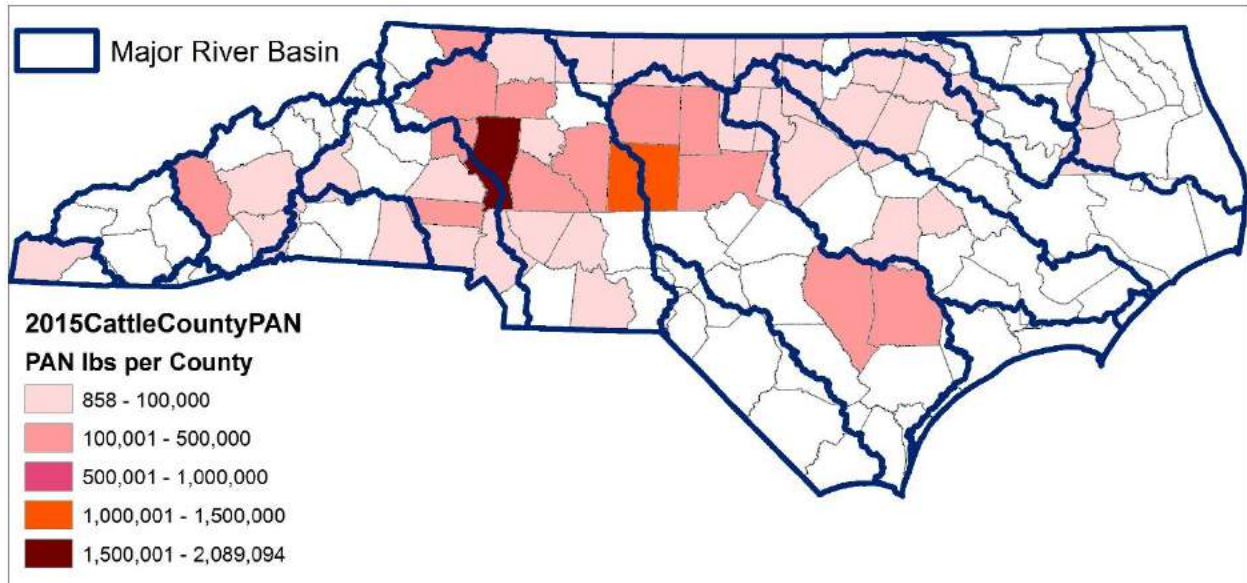 Major River Basin
2015CattleCountyPAN
PAN lbs per County
858 - 100,000
100,001 - 500,000
500,001 - 1,000,000
1,000,001 - 1,500,000
1,500,001 - 2,089,094